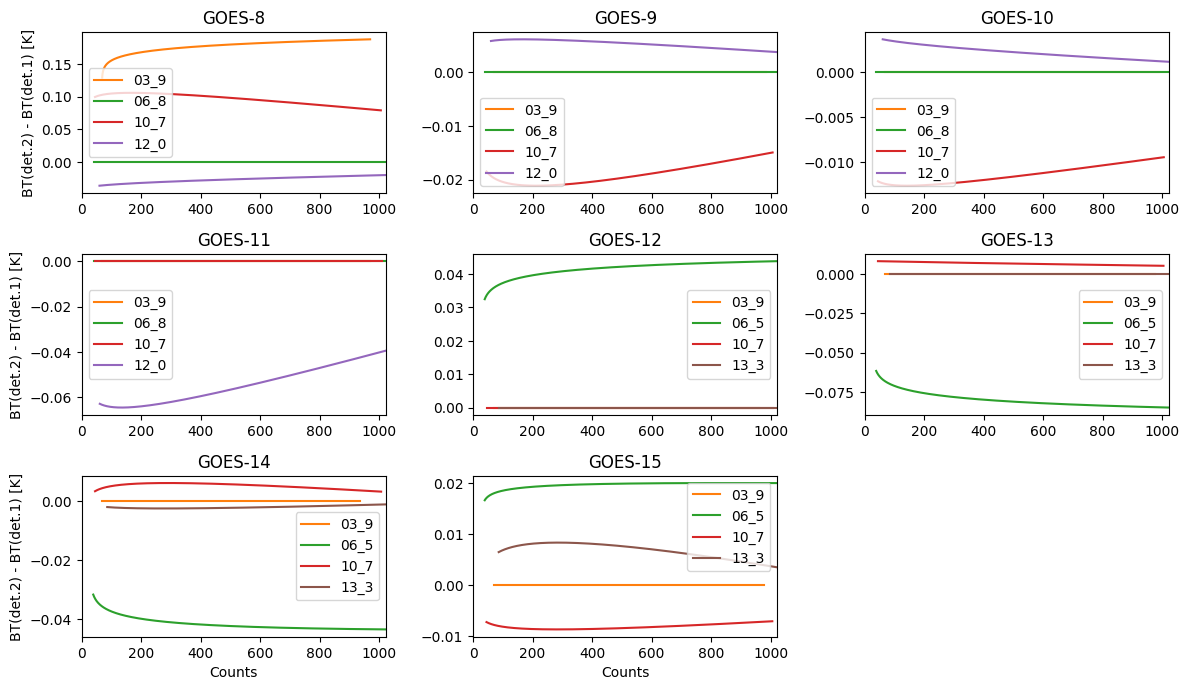 GOES-8
GOES-9
GOES-10
BT(det.2) - BT(det.1) [K]
0.15
0.10
0.05
0.00
03_9
06_8
10_7
12_0
0 200 400 600 800 1000
0.00
−0.01
−0.02
03_9
06_8
10_7
12_0
0 200 400 600 800 1000
0.000
−0.005
−0.010
03_9
06_8
10_7
12_0
0 200 400 600 800 1000
GOES-11
GOES-12
GOES-13
BT(det.2) - BT(det.1) [K]
0.00
−0.02
−0.04
−0.06
03_9
06_8
10_7
12_0
0 200 400 600 800 1000
0.04
0.03
0.02
0.01
0.00
03_9
06_5
10_7
13_3
0 200 400 600 800 1000
0.000
−0.025
−0.050
−0.075
03_9
06_5
10_7
13_3
0 200 400 600 800 1000
GOES-14
GOES-15
BT(det.2) - BT(det.1) [K]
0.00
−0.02
−0.04
03_9
06_5
10_7
13_3
0 200 400 600 800 1000
Counts
0.02
0.01
0.00
−0.01
03_9
06_5
10_7
13_3
0 200 400 600 800 1000
Counts